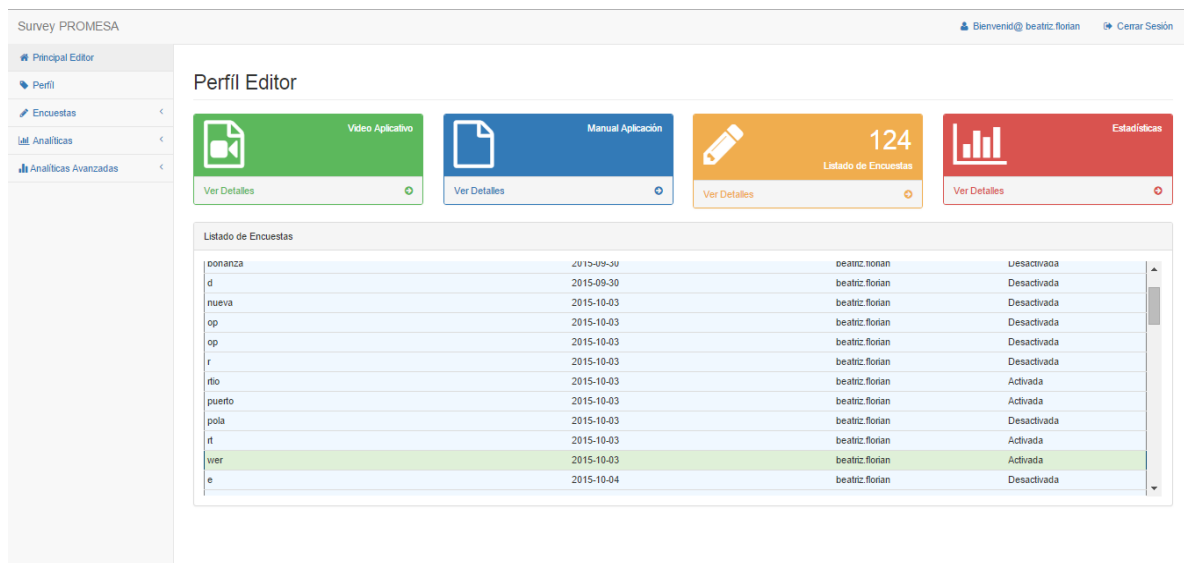 Survey PROMESA
Bienvenid@ beatriz.florian Cerrar Sesión
Principal Editor
Perfíl
Encuestas
Analíticas
Analíticas Avanzadas
Perfíl Editor
Video Aplicativo
Ver Detalles
Manual Aplicación
Ver Detalles
124
Listado de Encuestas
Ver Detalles
Estadísticas
Ver Detalles
Listado de Encuestas
bonanza 2015-09-30 beatriz.florian Desactivada
d 2015-09-30 beatriz.florian Desactivada
nueva 2015-10-03 beatriz.florian Desactivada
op 2015-10-03 beatriz.florian Desactivada
op 2015-10-03 beatriz.florian Desactivada
r 2015-10-03 beatriz.florian Desactivada
rtio 2015-10-03 beatriz.florian Activada
puerto 2015-10-03 beatriz.florian Activada
pola 2015-10-03 beatriz.florian Desactivada
rt 2015-10-03 beatriz.florian Activada
wer 2015-10-03 beatriz.florian Activada
e 2015-10-04 beatriz.florian Desactivada